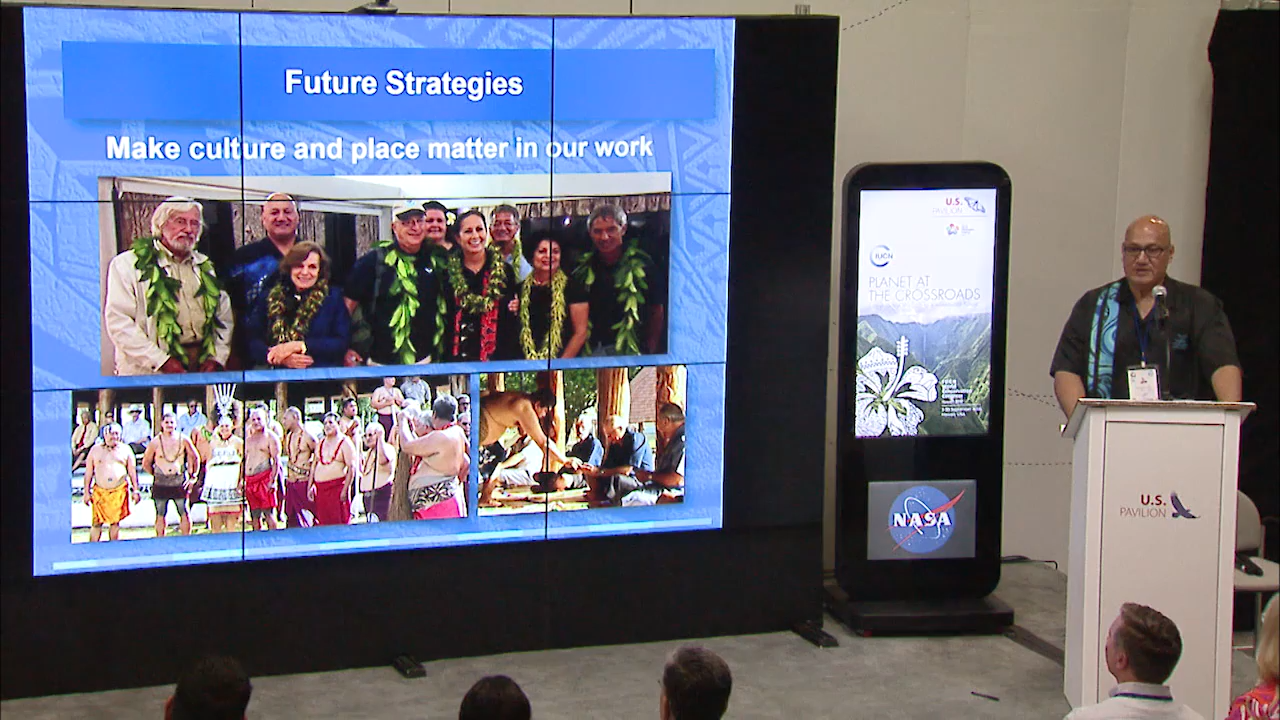 Future Strategies
Make culture and place matter in our work
U.S.
PAVILION
IUCN
PLANET AT
THE CROSSROADS
NASA
U.S.
PAVILION